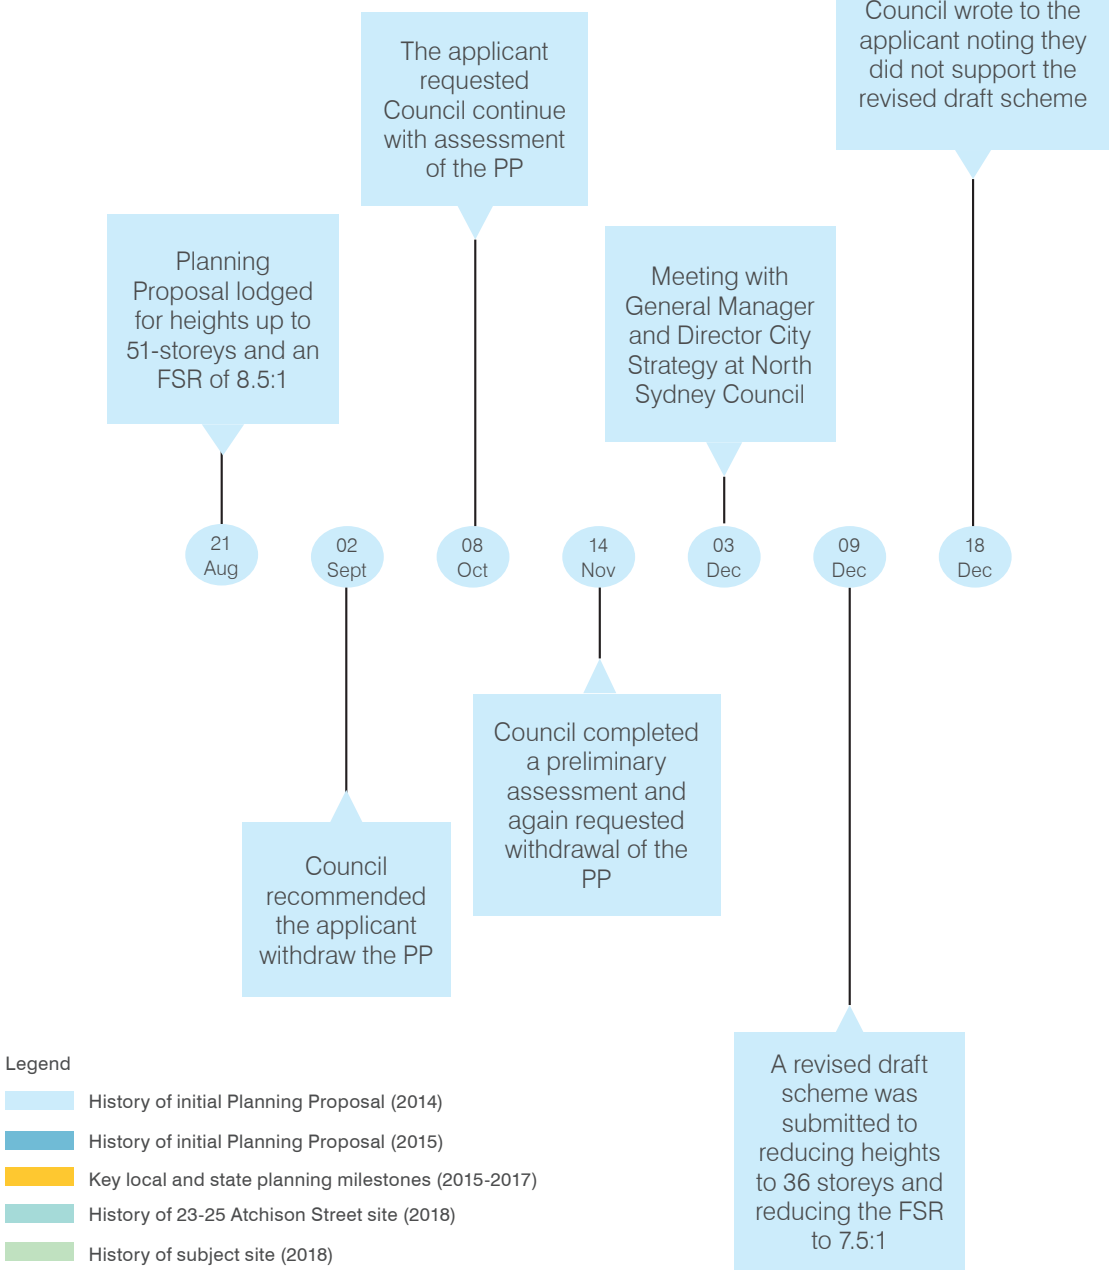 Council wrote to the
applicant noting they
did not support the
revised draft scheme
The applicant
requested
Council continue
with assessment
of the PP
Planning
Proposal lodged
for heights up to
51-storeys and an
FSR of 8.5:1
Meeting with
General Manager
and Director City
Strategy at North
Sydney Council
21
Aug
02
Sept
08
Oct
14
Nov
03
Dec
09
Dec
18
Dec
Council completed
a preliminary
assessment and
again requested
withdrawal of the
PP
Council
recommended
the applicant
withdraw the PP
A revised draft
scheme was
submitted to
reducing heights
to 36 storeys and
reducing the FSR
to 7.5:1
Legend
History of initial Planning Proposal (2014)
History of initial Planning Proposal (2015)
Key local and state planning milestones (2015-2017)
History of 23-25 Atchison Street site (2018)
History of subject site (2018)